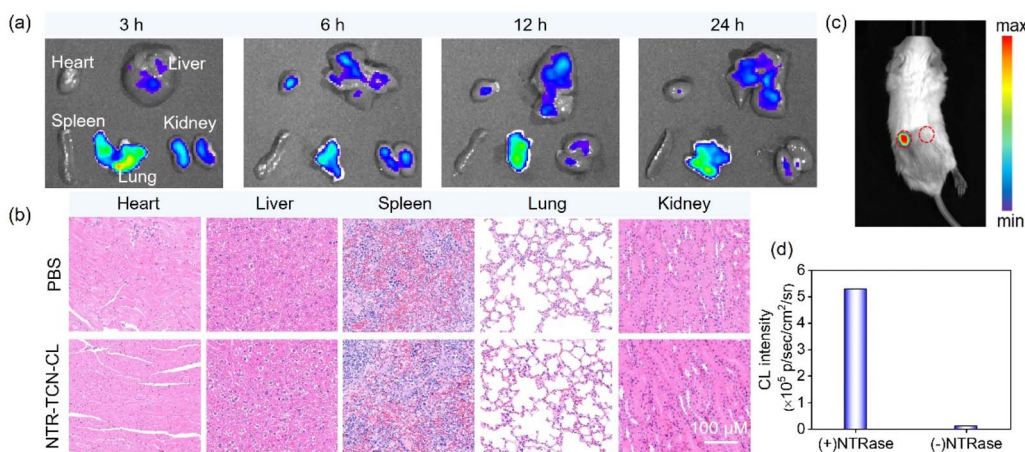 (a)
3 h 6 h 12 h 24 h
Heart
Liver
Spleen
Kidney
Lung
(b)
Heart Liver Spleen Lung Kidney
PBS
NTR-TCN-CL
100 μM
(c)
max
min
(d)
CL intensity
(×10⁵ p/sec/cm²/sr)
6
5
4
3
2
1
0
(+)NTRase (-)NTRase